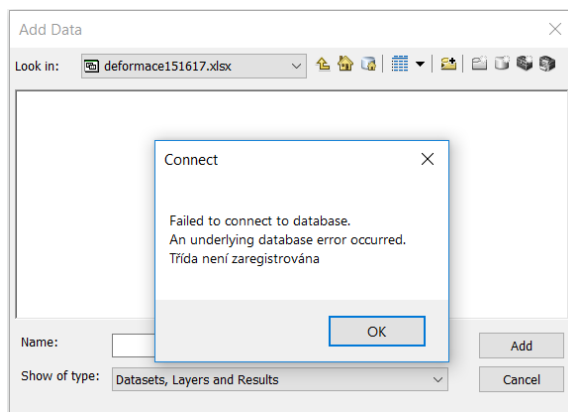 Add Data
Look in:
deformace151617.xlsx
Connect
Failed to connect to database.
An underlying database error occurred.
Třída není zaregistrována
OK
Name:
Add
Show of type:
Datasets, Layers and Results
Cancel